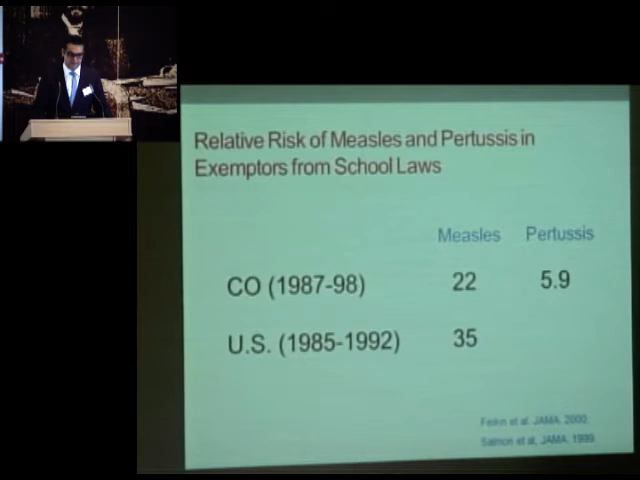 Relative Risk of Measles and Pertussis in
Exemptors from School Laws
Measles Pertussis
CO (1987-98) 22 5.9
U.S. (1985-1992) 35
Feikin et al. JAMA. 2000.
Salmon et al, JAMA. 1999.